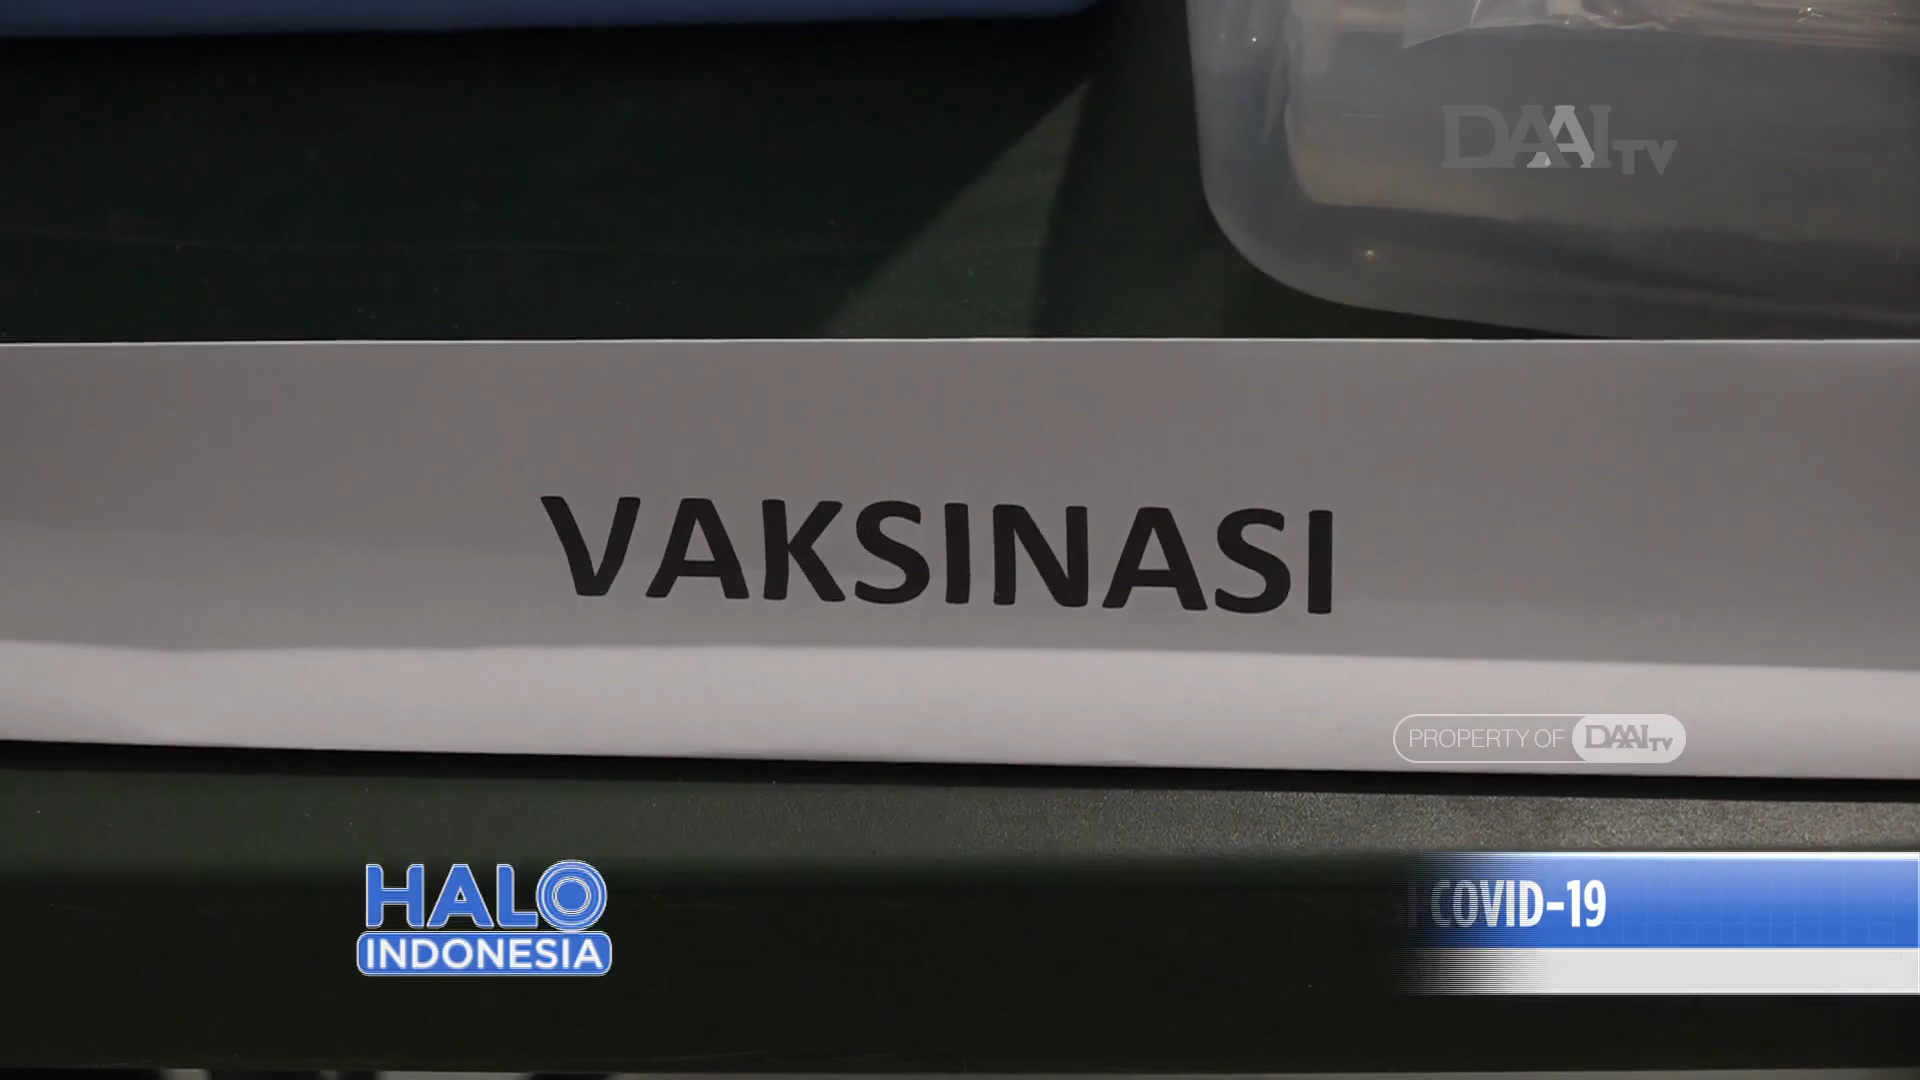 DAAI TV
VAKSINASI
PROPERTY OF DAAI TV
HALO
INDONESIA
COVID-19